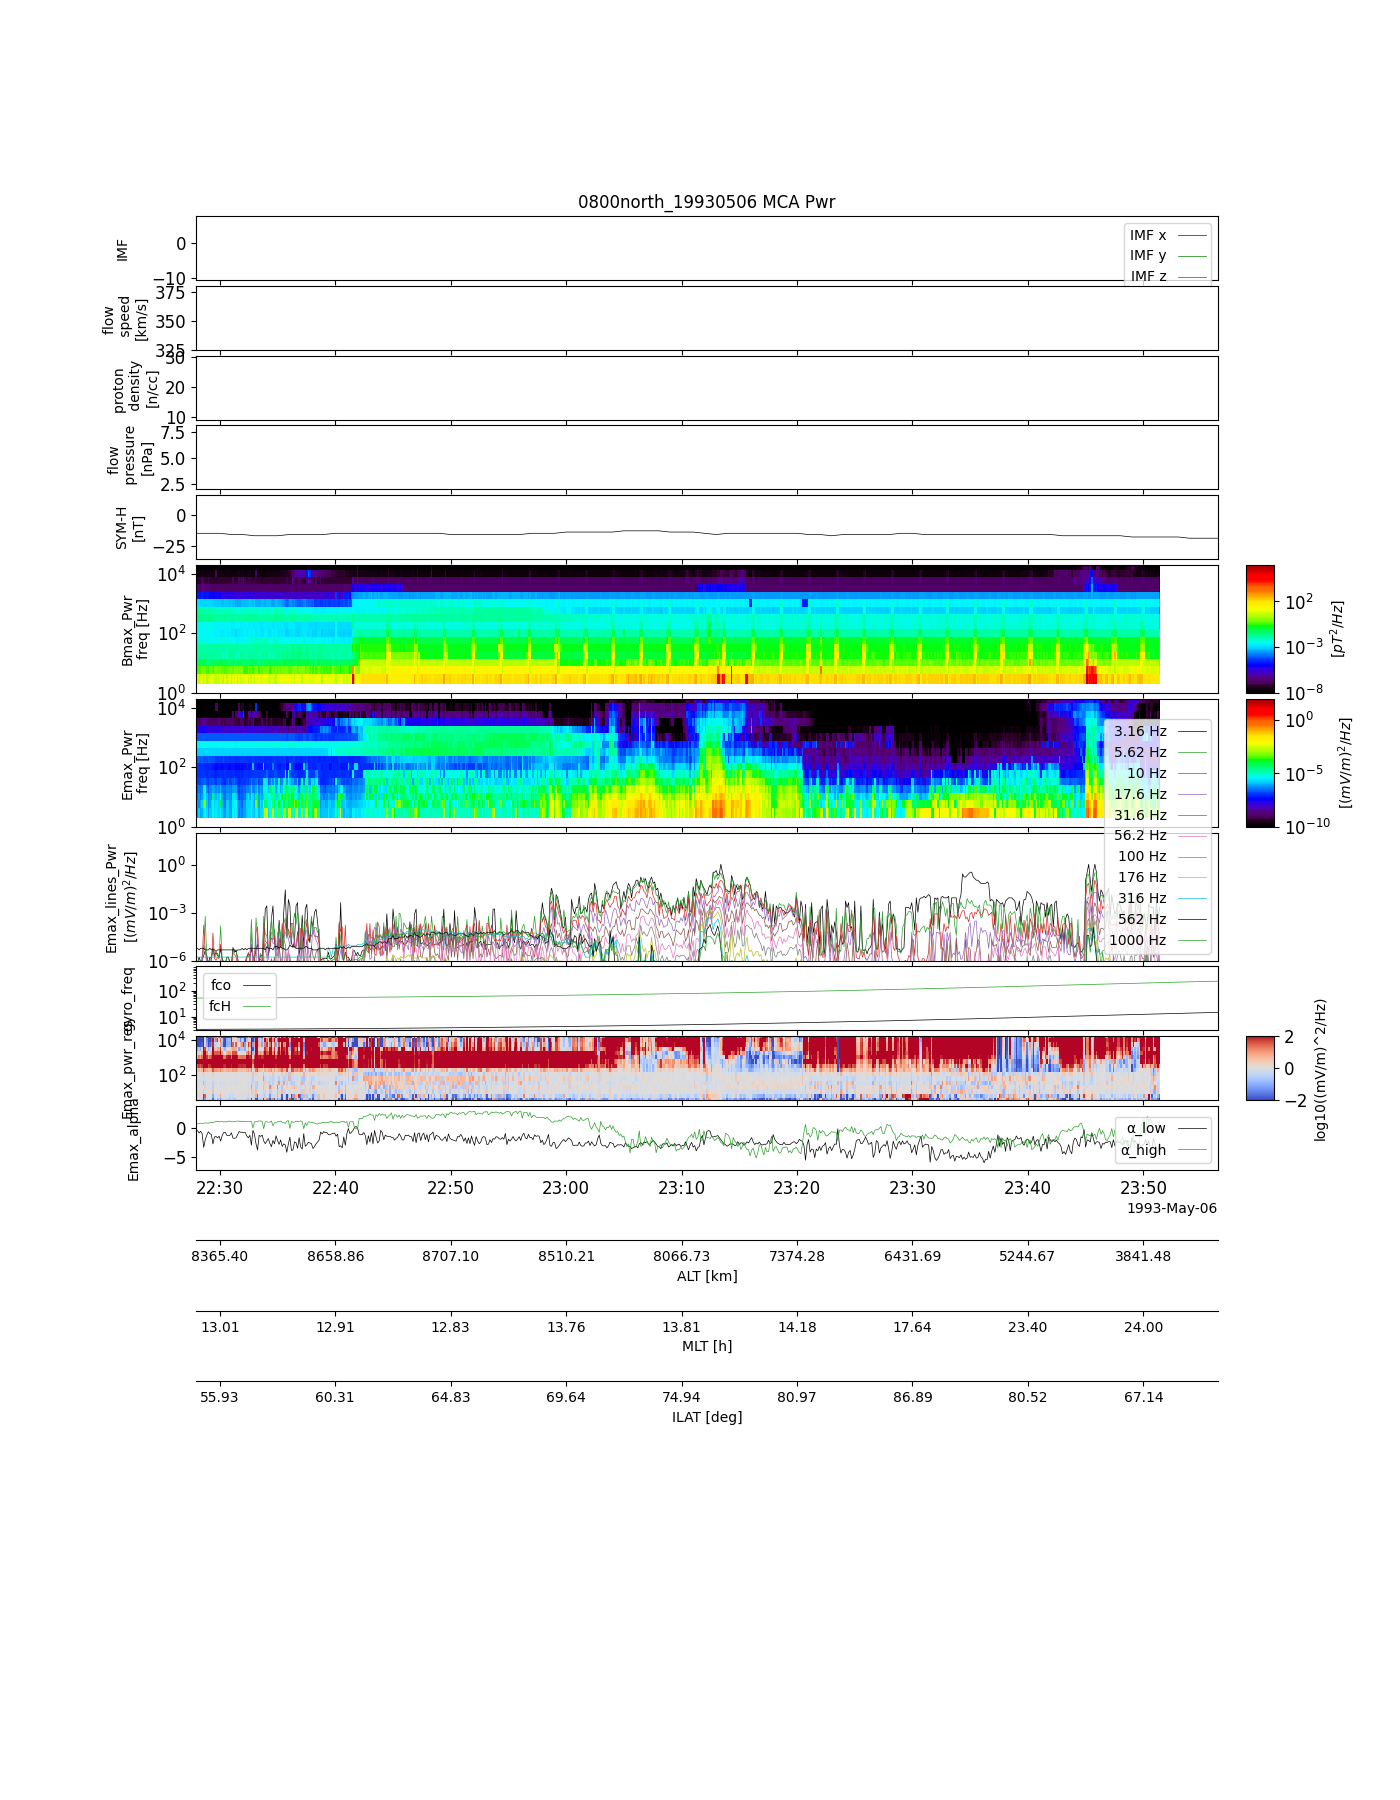 0800north_19930506 MCA Pwr
IMF
0
−10
IMF x
IMF y
IMF z
flow
speed
[km/s]
375
350
325
proton
density
[n/cc]
30
20
10
flow
pressure
[nPa]
7.5
5.0
2.5
SYM-H
[nT]
0
−25
Bmax_Pwr
freq [Hz]
10^4
10^2
10^0
10^2
10^−3
10^−8
[pT^2/Hz]
Emax_Pwr
freq [Hz]
10^4
10^2
10^0
10^0
10^−5
10^−10
[(mV/m)^2/Hz]
3.16 Hz
5.62 Hz
10 Hz
17.6 Hz
31.6 Hz
56.2 Hz
100 Hz
176 Hz
316 Hz
562 Hz
1000 Hz
Emax_lines_Pwr
[(mV/m)^2/Hz]
10^0
10^−3
10^−6
gyro_freq
10^2
10^1
fco
fcH
Emax_pwr_reg
10^4
10^2
2
0
−2
log10((mV/m)^2/Hz)
Emax_alpha
0
−5
α_low
α_high
22:30 22:40 22:50 23:00 23:10 23:20 23:30 23:40 23:50
1993-May-06
8365.40 8658.86 8707.10 8510.21 8066.73 7374.28 6431.69 5244.67 3841.48
ALT [km]
13.01 12.91 12.83 13.76 13.81 14.18 17.64 23.40 24.00
MLT [h]
55.93 60.31 64.83 69.64 74.94 80.97 86.89 80.52 67.14
ILAT [deg]